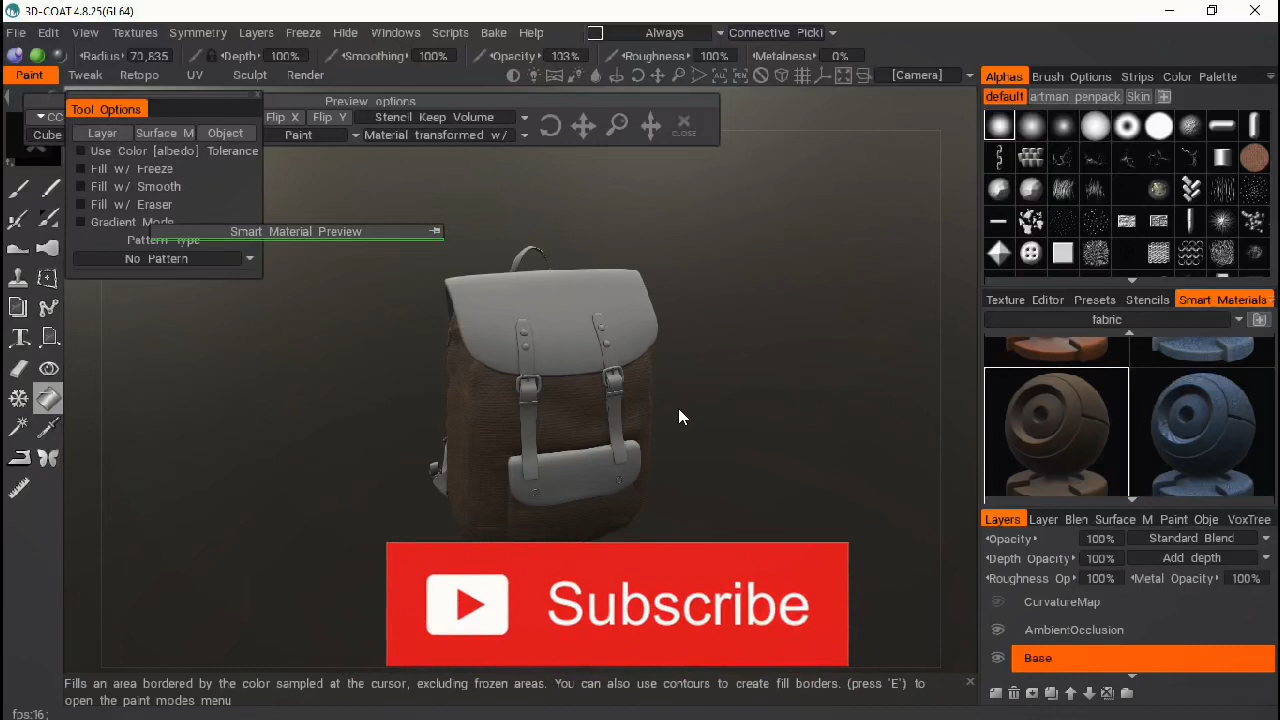 3D-COAT 4.8.25(GL64)
File Edit View Textures Symmetry Layers Freeze Hide Windows Scripts Bake Help Always Connective Picki
Radius 70,835 Depth 100% Smoothing 100% Opacity 103% Roughness 100% Metalness 0%
Paint Tweak Retopo UV Sculpt Render [Camera]
Alphas Brush Options Strips Color Palette
default artman_penpack Skin
Preview options
Tool Options
CC Flip X Flip Y Stencil Keep Volume
Cube Paint Material transformed w/ CLOSE
Layer Surface M Object
Use Color [albedo] Tolerance
Fill w/ Freeze
Fill w/ Smooth
Fill w/ Eraser
Gradient Mode
Smart Material Preview
Pattern Type
No Pattern
Texture Editor Presets Stencils Smart Materials
fabric
Layers Layer Blen Surface M Paint Obje VoxTree
Opacity 100% Standard Blend
Depth Opacity 100% Add depth
Roughness Op 100% Metal Opacity 100%
CurvatureMap
AmbientOcclusion
Base
Subscribe
Fills an area bordered by the color sampled at the cursor, excluding frozen areas. You can also use contours to create fill borders. (press 'E') to
open the paint modes menu
fps:16;